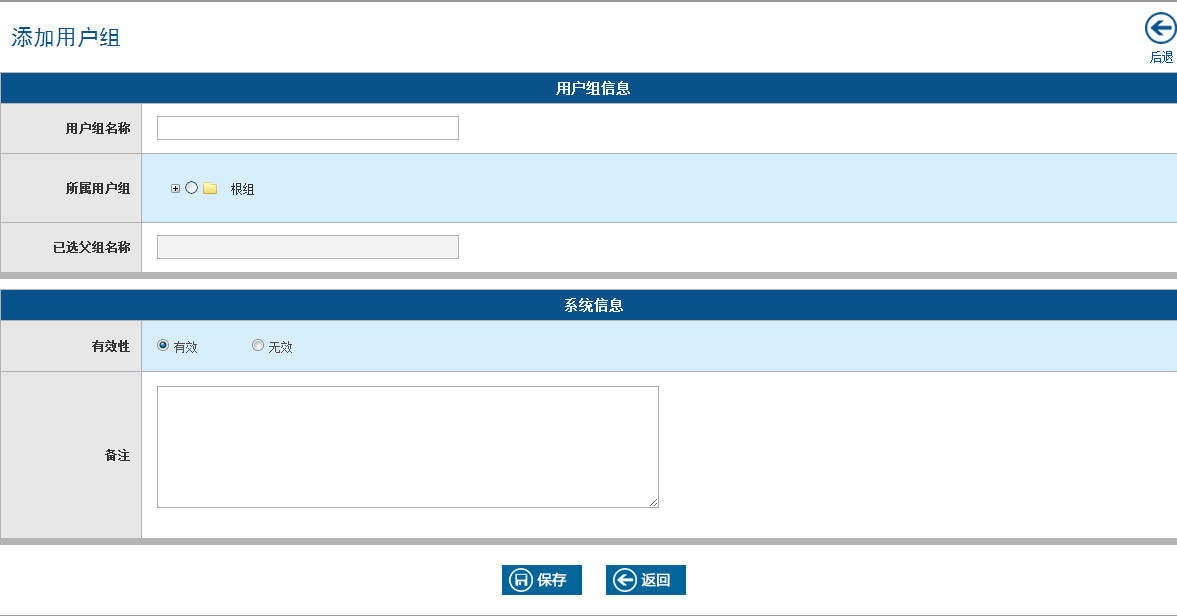 添加用户组
后退
用户组信息
用户组名称
所属用户组
根组
已选父组名称
系统信息
有效性
有效 无效
备注
保存 返回